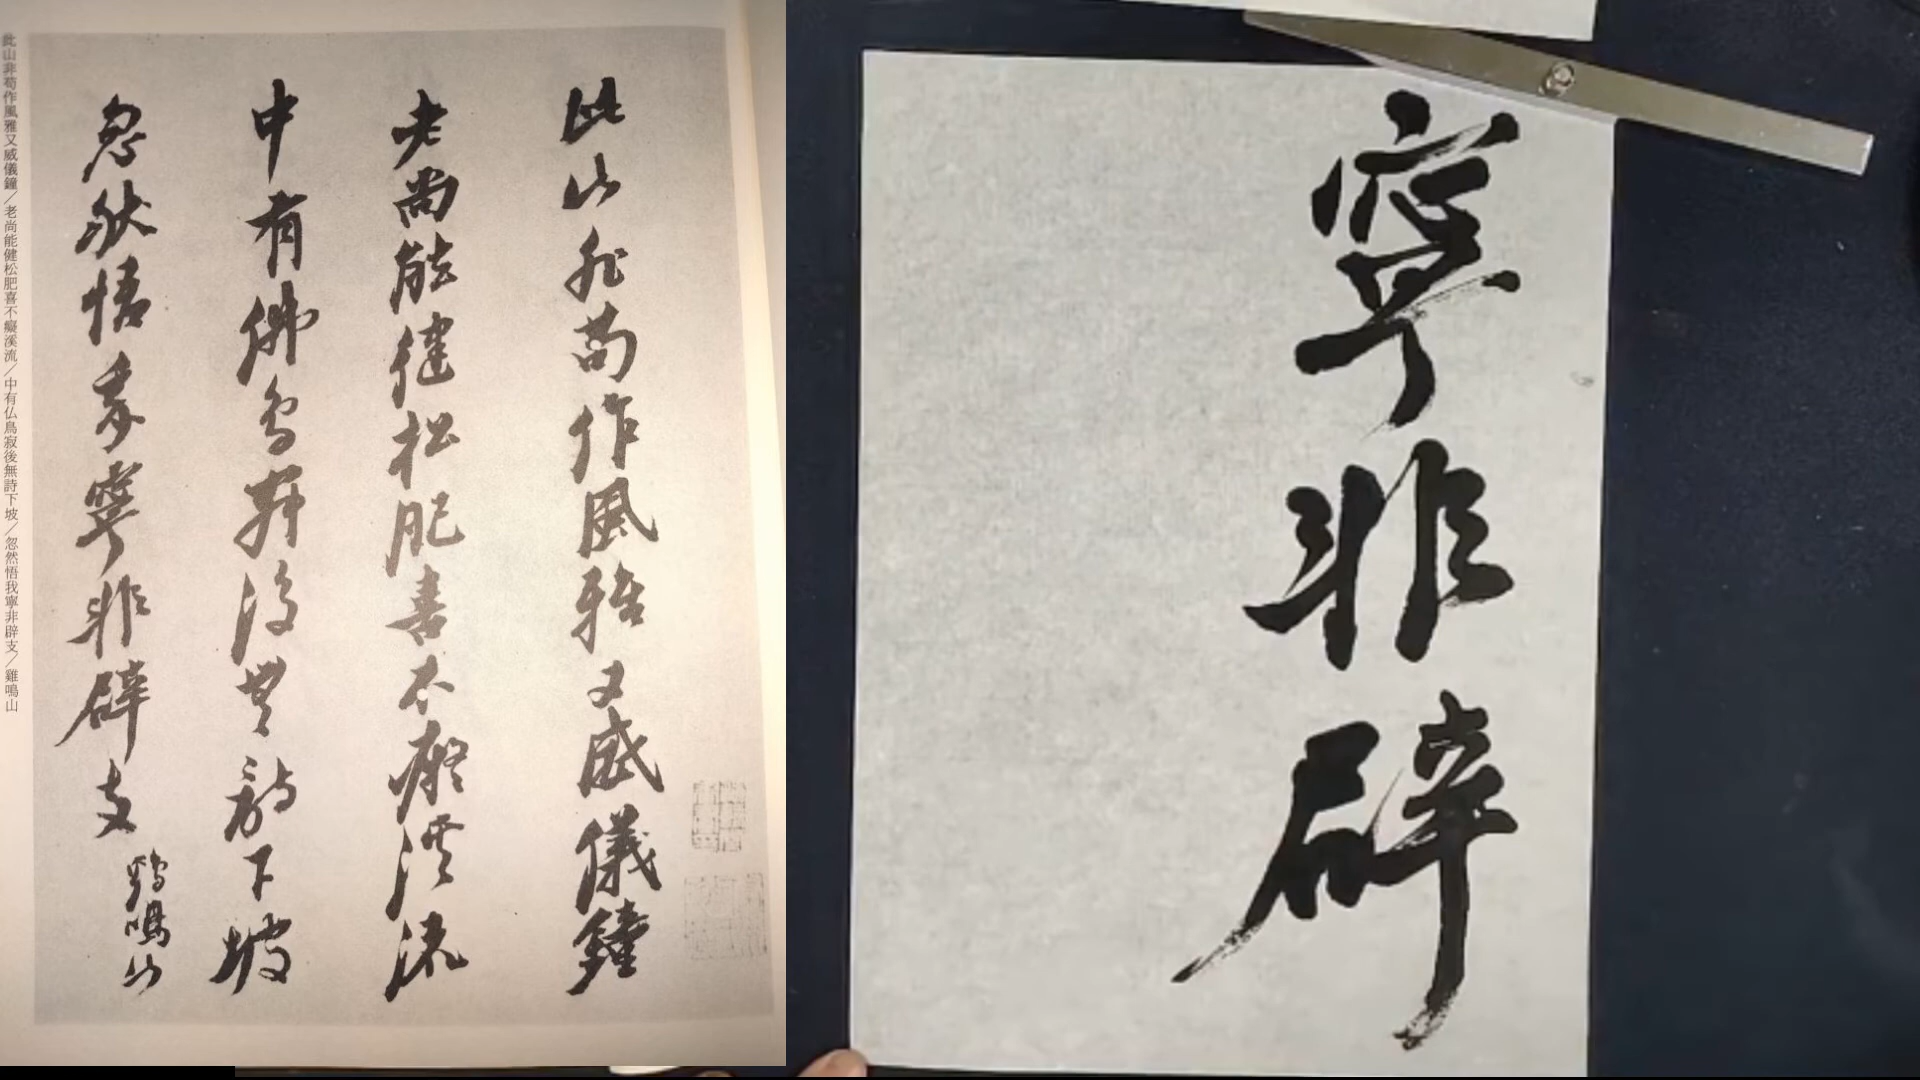 此山非苟作風雅又威儀鐘
老尚能健松肥喜不癡溪流
中有佛鳥寂後無詩下坡
忽然悟我寧非辟支
雞鳴山
此山非苟作風雅又威儀鐘／老尚能健松肥喜不癡溪流／中有仏鳥寂後無詩下坡／忽然悟我寧非辟支／雞鳴山
寧非辟